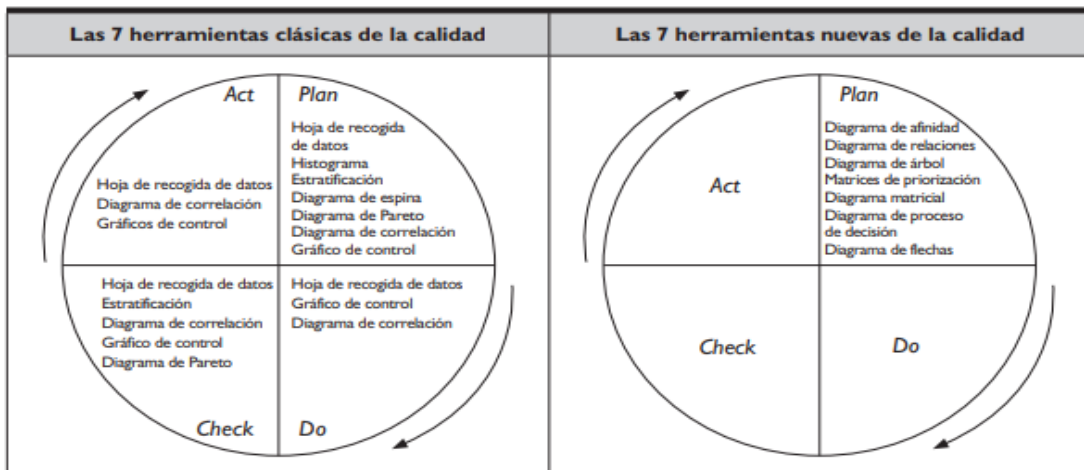 Las 7 herramientas clásicas de la calidad
Act
Plan
Hoja de recogida de datos
Diagrama de correlación
Gráficos de control
Hoja de recogida
de datos
Histograma
Estratificación
Diagrama de espina
Diagrama de Pareto
Diagrama de correlación
Gráfico de control
Hoja de recogida de datos
Estratificación
Diagrama de correlación
Gráfico de control
Diagrama de Pareto
Check
Hoja de recogida de datos
Gráfico de control
Diagrama de correlación
Do
Las 7 herramientas nuevas de la calidad
Act
Plan
Diagrama de afinidad
Diagrama de relaciones
Diagrama de árbol
Matrices de priorización
Diagrama matricial
Diagrama de proceso
de decisión
Diagrama de flechas
Check
Do